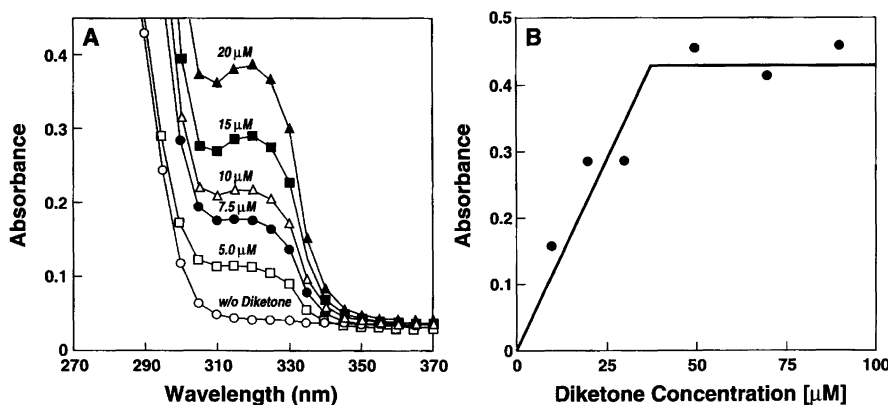 A
Absorbance
0.4
0.3
0.2
0.1
0
20 μM
15 μM
10 μM
7.5 μM
5.0 μM
w/o Diketone
270 290 310 330 350 370
Wavelength (nm)
B
Absorbance
0.5
0.4
0.3
0.2
0.1
0
0 25 50 75 100
Diketone Concentration [μM]